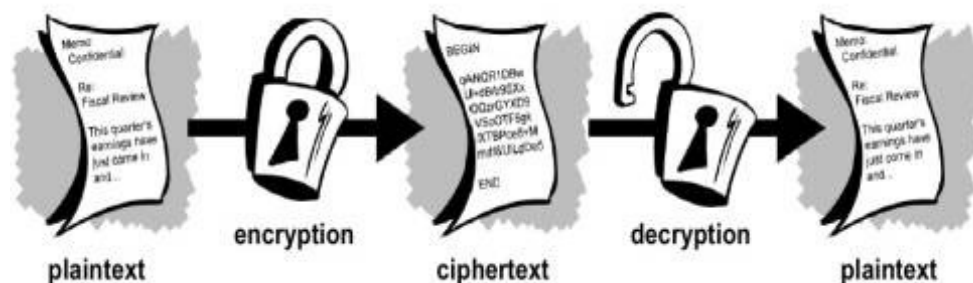 Memo:
Confidential
Re:
Fiscal Review
This quarter's
earnings have
just come in
and...
BEGIN
END
Memo:
Confidential
Re:
Fiscal Review
This quarter's
earnings have
just come in
and...
encryption
decryption
plaintext
ciphertext
plaintext